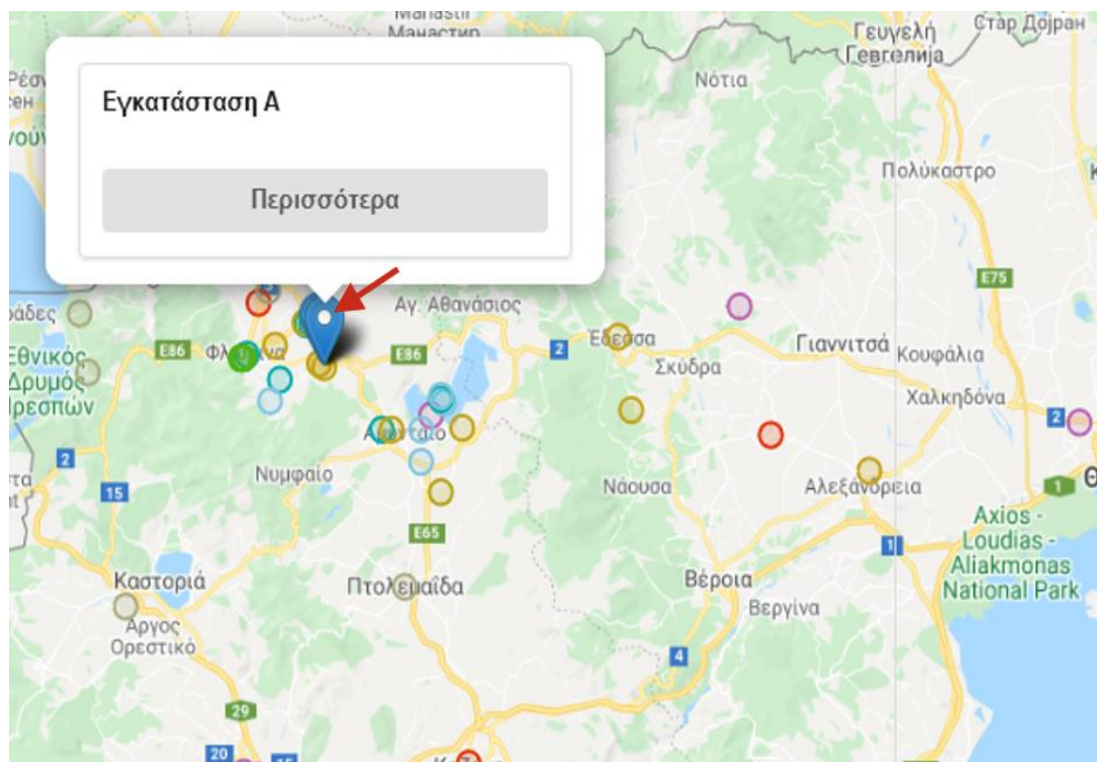 Manastir
Манастир
Γευγελή
Гевгелија
Стар Дојран
Νότια
Εγκατάσταση Α
Πολύκαστρο
Περισσότερα
E75
Αγ. Αθανάσιος
E86
E86
2
Έδεσσα
Γιαννιτσά
Κουφάλια
Σκύδρα
Εθνικός
Δρυμός
Χαλκηδόνα
2
Αμύνταιο
2
15
Νυμφαίο
Νάουσα
Αλεξάνδρεια
1
Axios -
Loudias -
Aliakmonas
National Park
E65
1
Καστοριά
Πτολεμαΐδα
Βέροια
Βεργίνα
Άργος
Ορεστικό
4
29
20
15